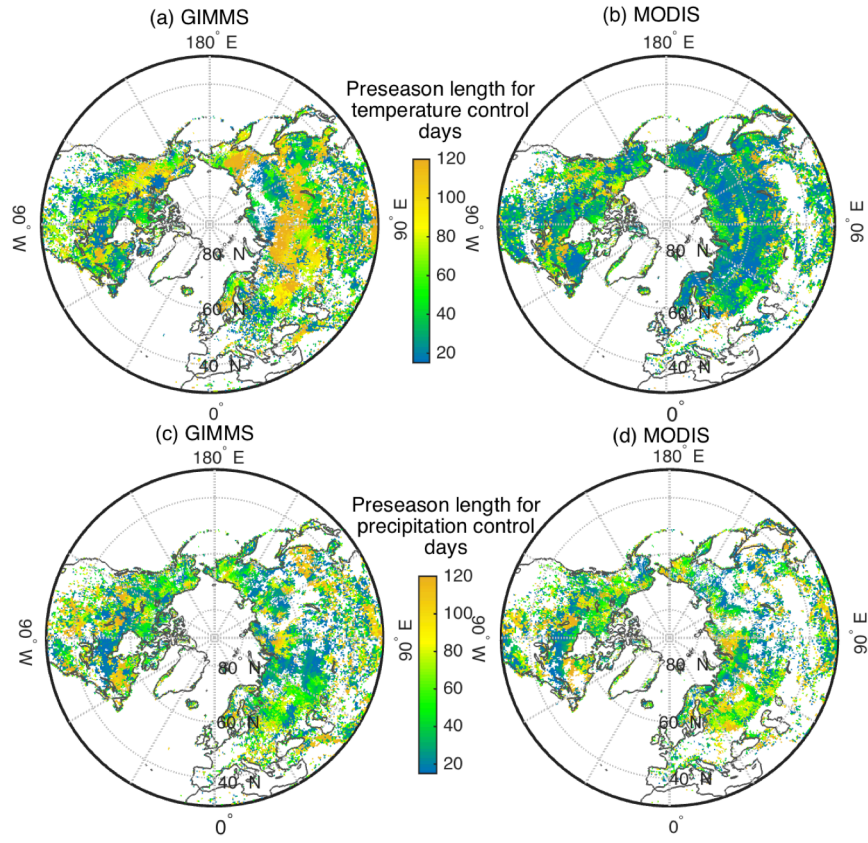 (a) GIMMS
180° E
90° W
90° E
80 N
60 N
40 N
0°
(b) MODIS
180° E
90° W
90° E
80 N
60 N
40 N
0°
Preseason length for
temperature control
days
120
100
80
60
40
20
(c) GIMMS
180° E
90° W
90° E
80 N
60 N
40 N
0°
(d) MODIS
180° E
90° W
90° E
80 N
60 N
40 N
0°
Preseason length for
precipitation control
days
120
100
80
60
40
20